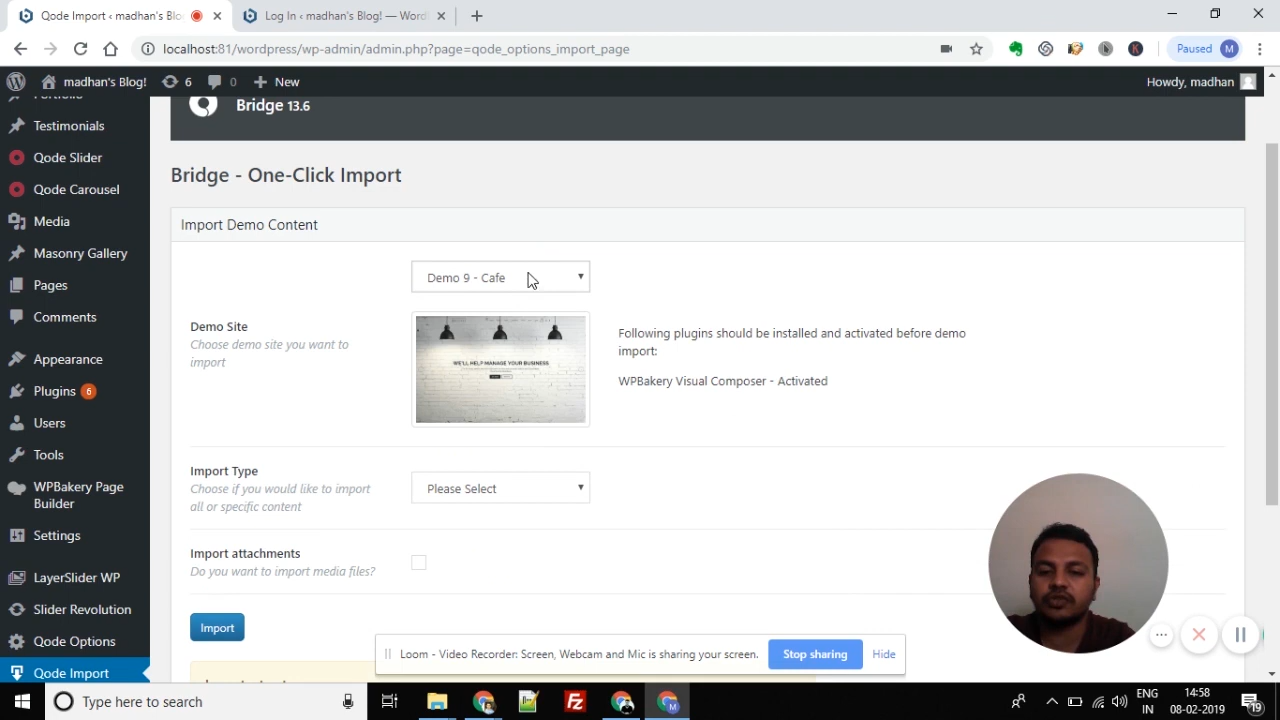 Qode Import ‹ madhan's Blo
Log In ‹ madhan's Blog! — Word
localhost:81/wordpress/wp-admin/admin.php?page=qode_options_import_page
Paused
M
madhan's Blog!
6
0
New
Howdy, madhan
Testimonials
Qode Slider
Qode Carousel
Media
Masonry Gallery
Pages
Comments
Appearance
Plugins 6
Users
Tools
WPBakery Page
Builder
Settings
LayerSlider WP
Slider Revolution
Qode Options
Qode Import
Bridge 13.6
Bridge - One-Click Import
Import Demo Content
Demo 9 - Cafe
Demo Site
Choose demo site you want to
import
WE'LL HELP MANAGE YOUR BUSINESS
Following plugins should be installed and activated before demo
import:
WPBakery Visual Composer - Activated
Import Type
Choose if you would like to import
all or specific content
Please Select
Import attachments
Do you want to import media files?
Import
Loom - Video Recorder: Screen, Webcam and Mic is sharing your screen.
Stop sharing
Hide
Type here to search
ENG
IN
14:58
08-02-2019
19